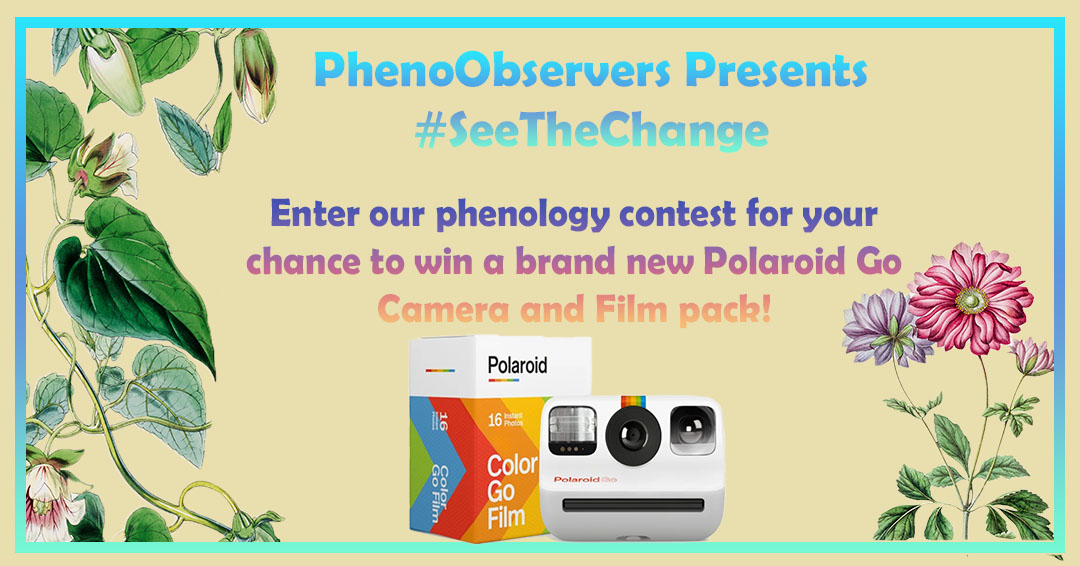 PhenoObservers Presents
#SeeTheChange
Enter our phenology contest for your
chance to win a brand new Polaroid Go
Camera and Film pack!
Polaroid
16 Instant
Photos
16
Color
Go Film
Color
Go
Film
Polaroid Go